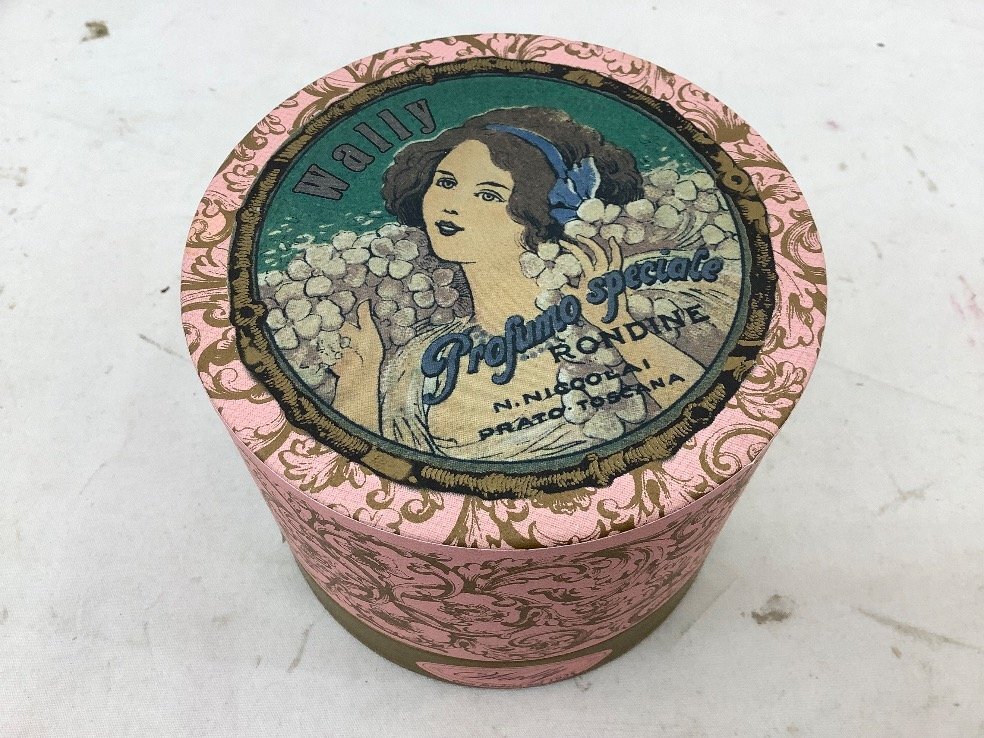 Wally
Profumo speciale
RONDINE
N. NICCOLAI
PRATO-TOSCANA